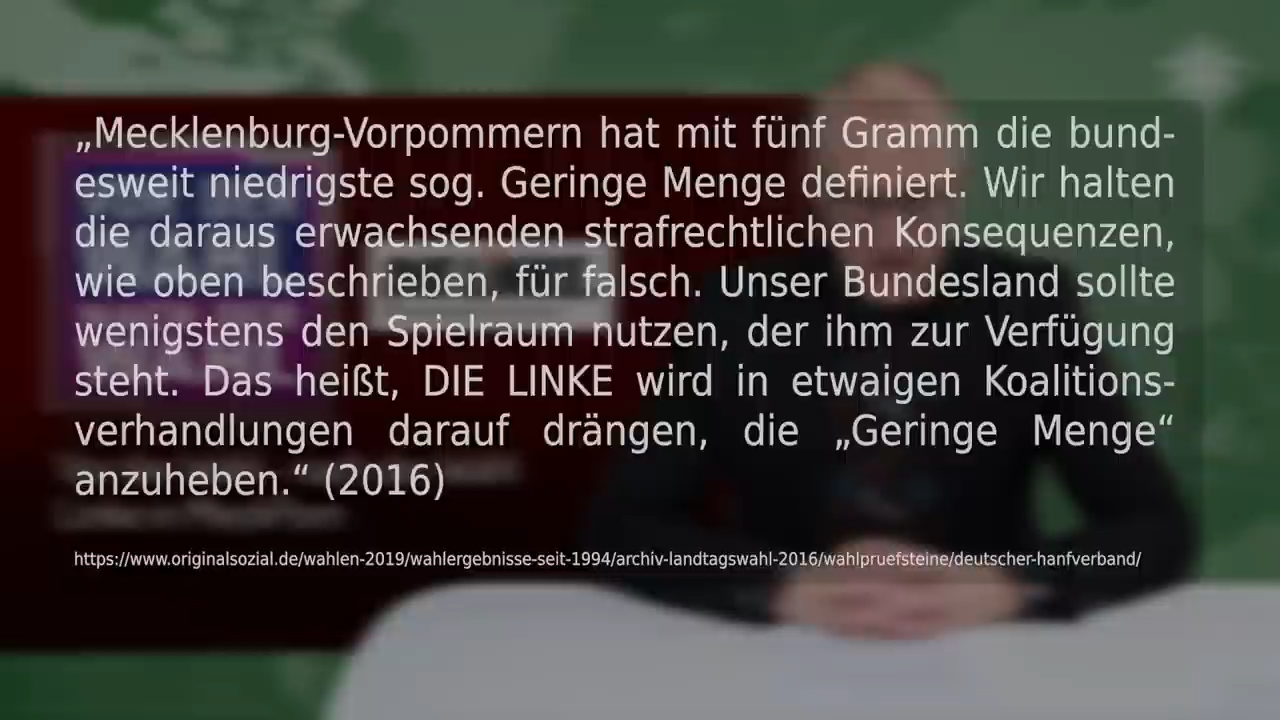 „Mecklenburg-Vorpommern hat mit fünf Gramm die bund-
esweit niedrigste sog. Geringe Menge definiert. Wir halten
die daraus erwachsenden strafrechtlichen Konsequenzen,
wie oben beschrieben, für falsch. Unser Bundesland sollte
wenigstens den Spielraum nutzen, der ihm zur Verfügung
steht. Das heißt, DIE LINKE wird in etwaigen Koalitions-
verhandlungen darauf drängen, die „Geringe Menge“
anzuheben.“ (2016)
https://www.originalsozial.de/wahlen-2019/wahlergebnisse-seit-1994/archiv-landtagswahl-2016/wahlpruefsteine/deutscher-hanfverband/